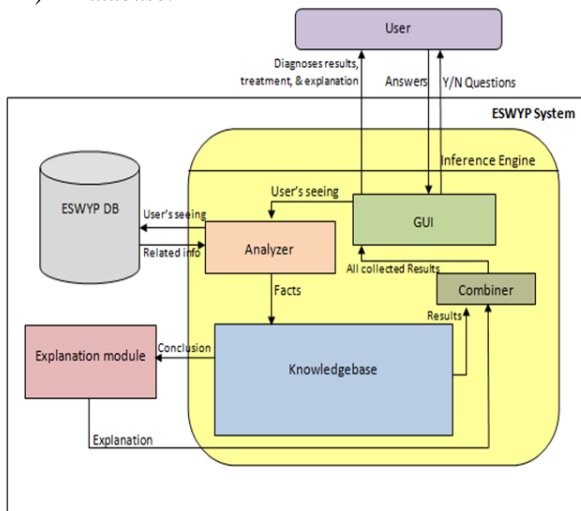 User
Diagnoses results,
treatment, & explanation
Answers
Y/N Questions
ESWYP System
Inference Engine
ESWYP DB
User's seeing
Related info
User's seeing
GUI
Analyzer
All collected Results
Combiner
Facts
Results
Explanation module
Conclusion
Knowledgebase
Explanation